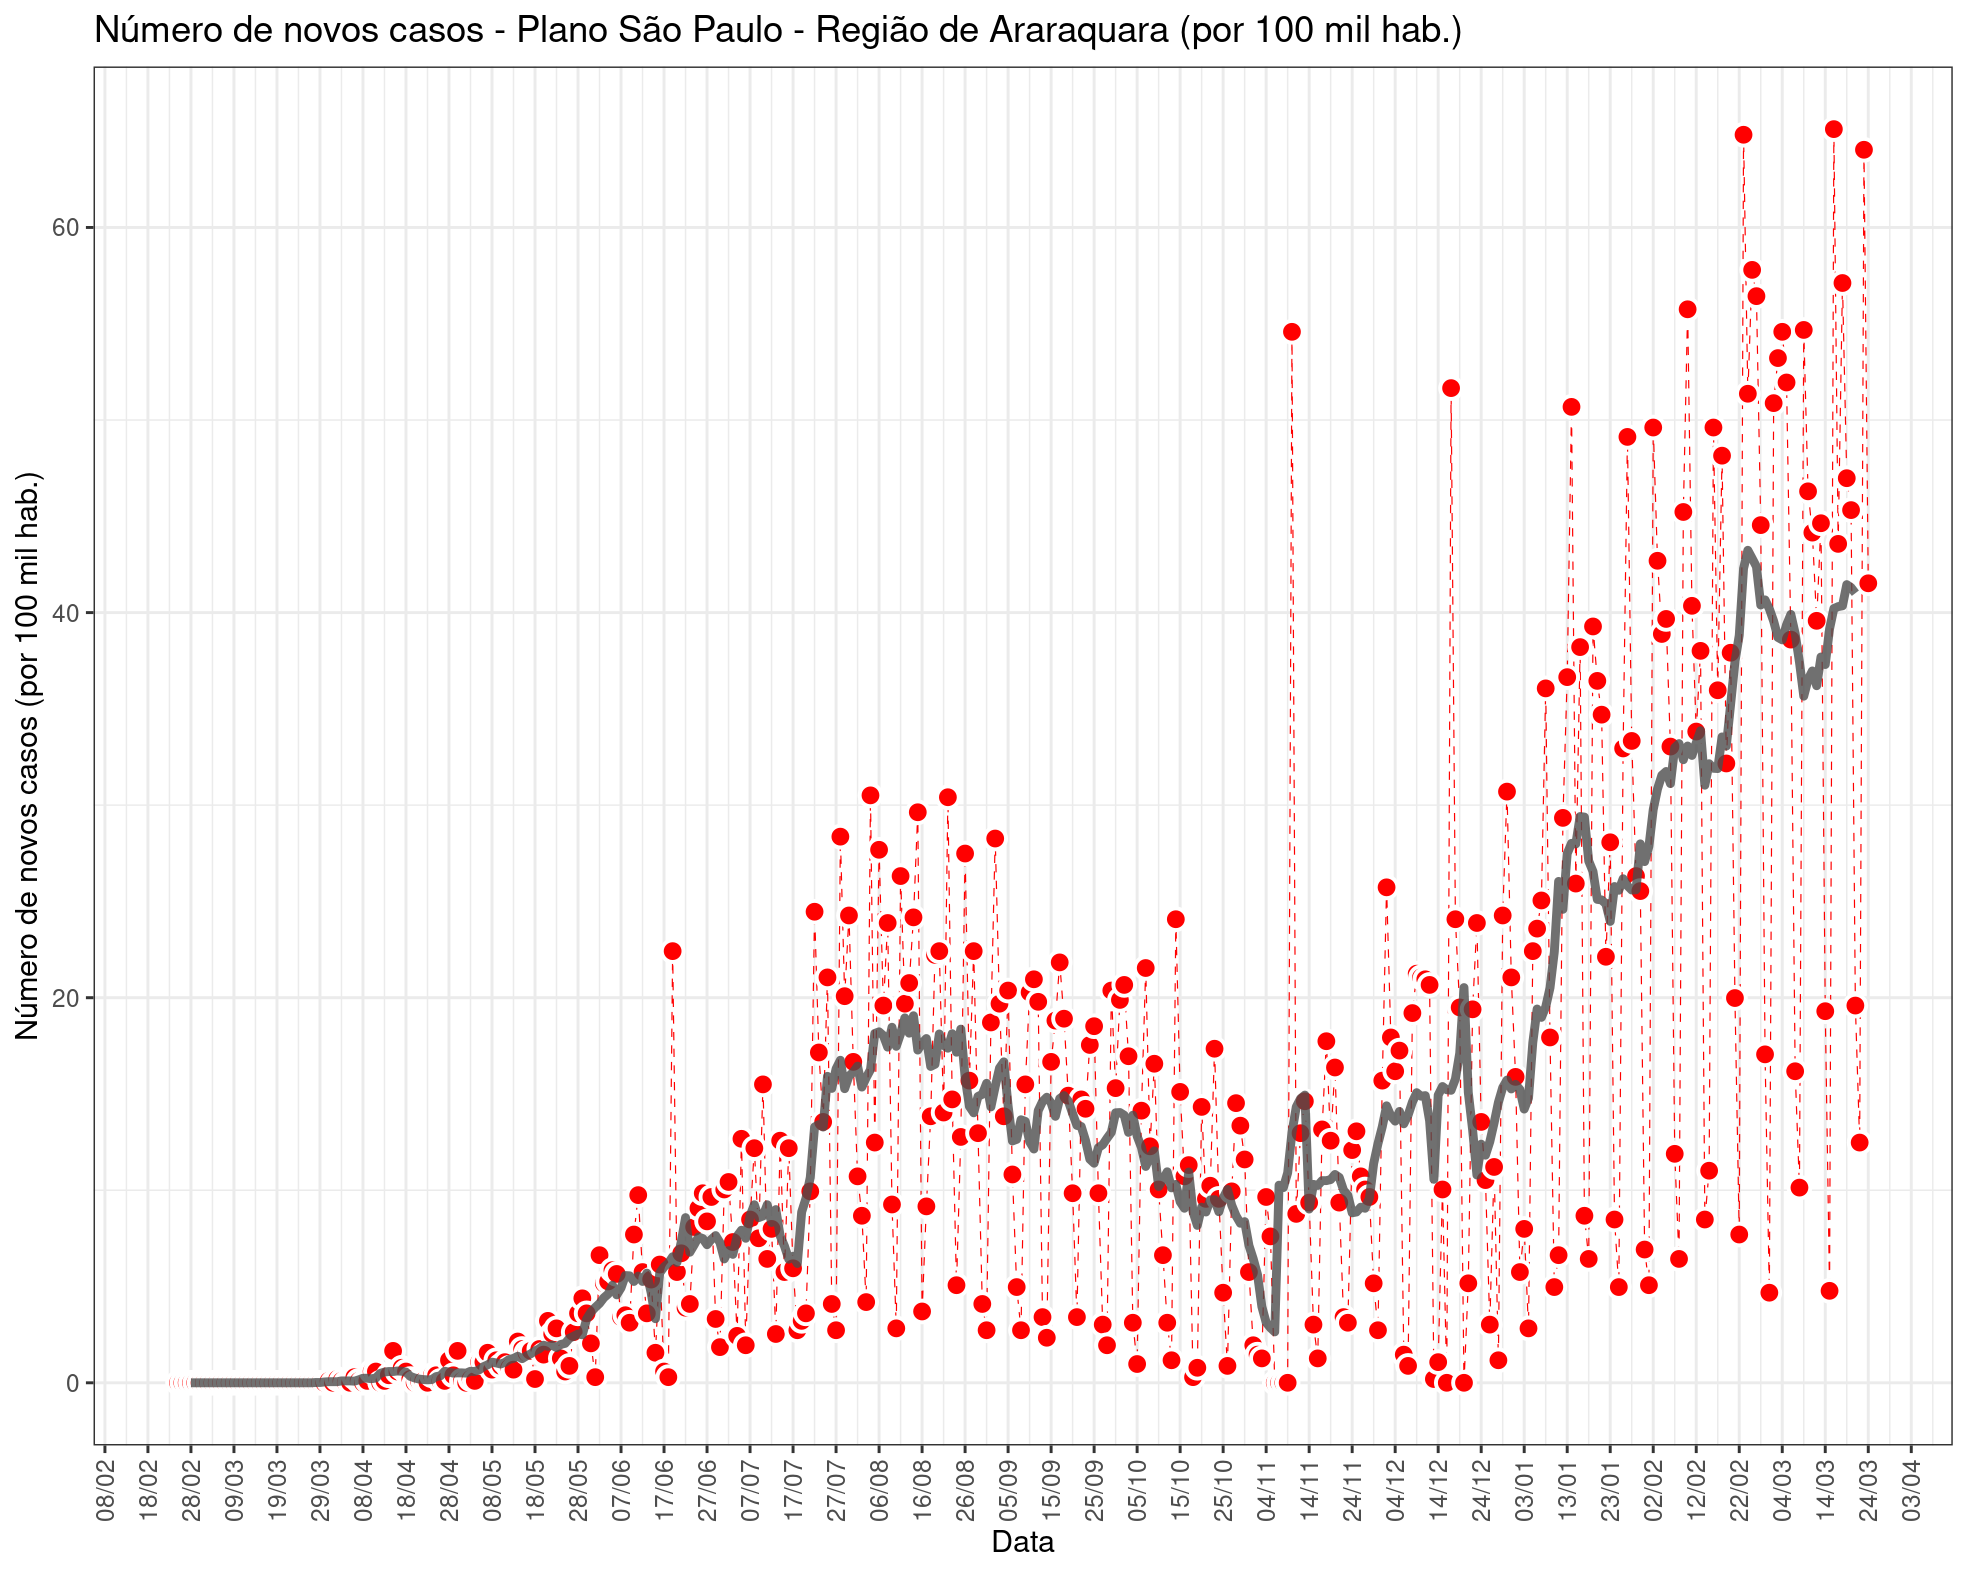 Número de novos casos - Plano São Paulo - Região de Araraquara (por 100 mil hab.)
Número de novos casos (por 100 mil hab.)
60
40
20
0
08/02 18/02 28/02 09/03 19/03 29/03 08/04 18/04 28/04 08/05 18/05 28/05 07/06 17/06 27/06 07/07 17/07 27/07 06/08 16/08 26/08 05/09 15/09 25/09 05/10 15/10 25/10 04/11 14/11 24/11 04/12 14/12 24/12 03/01 13/01 23/01 02/02 12/02 22/02 04/03 14/03 24/03 03/04
Data